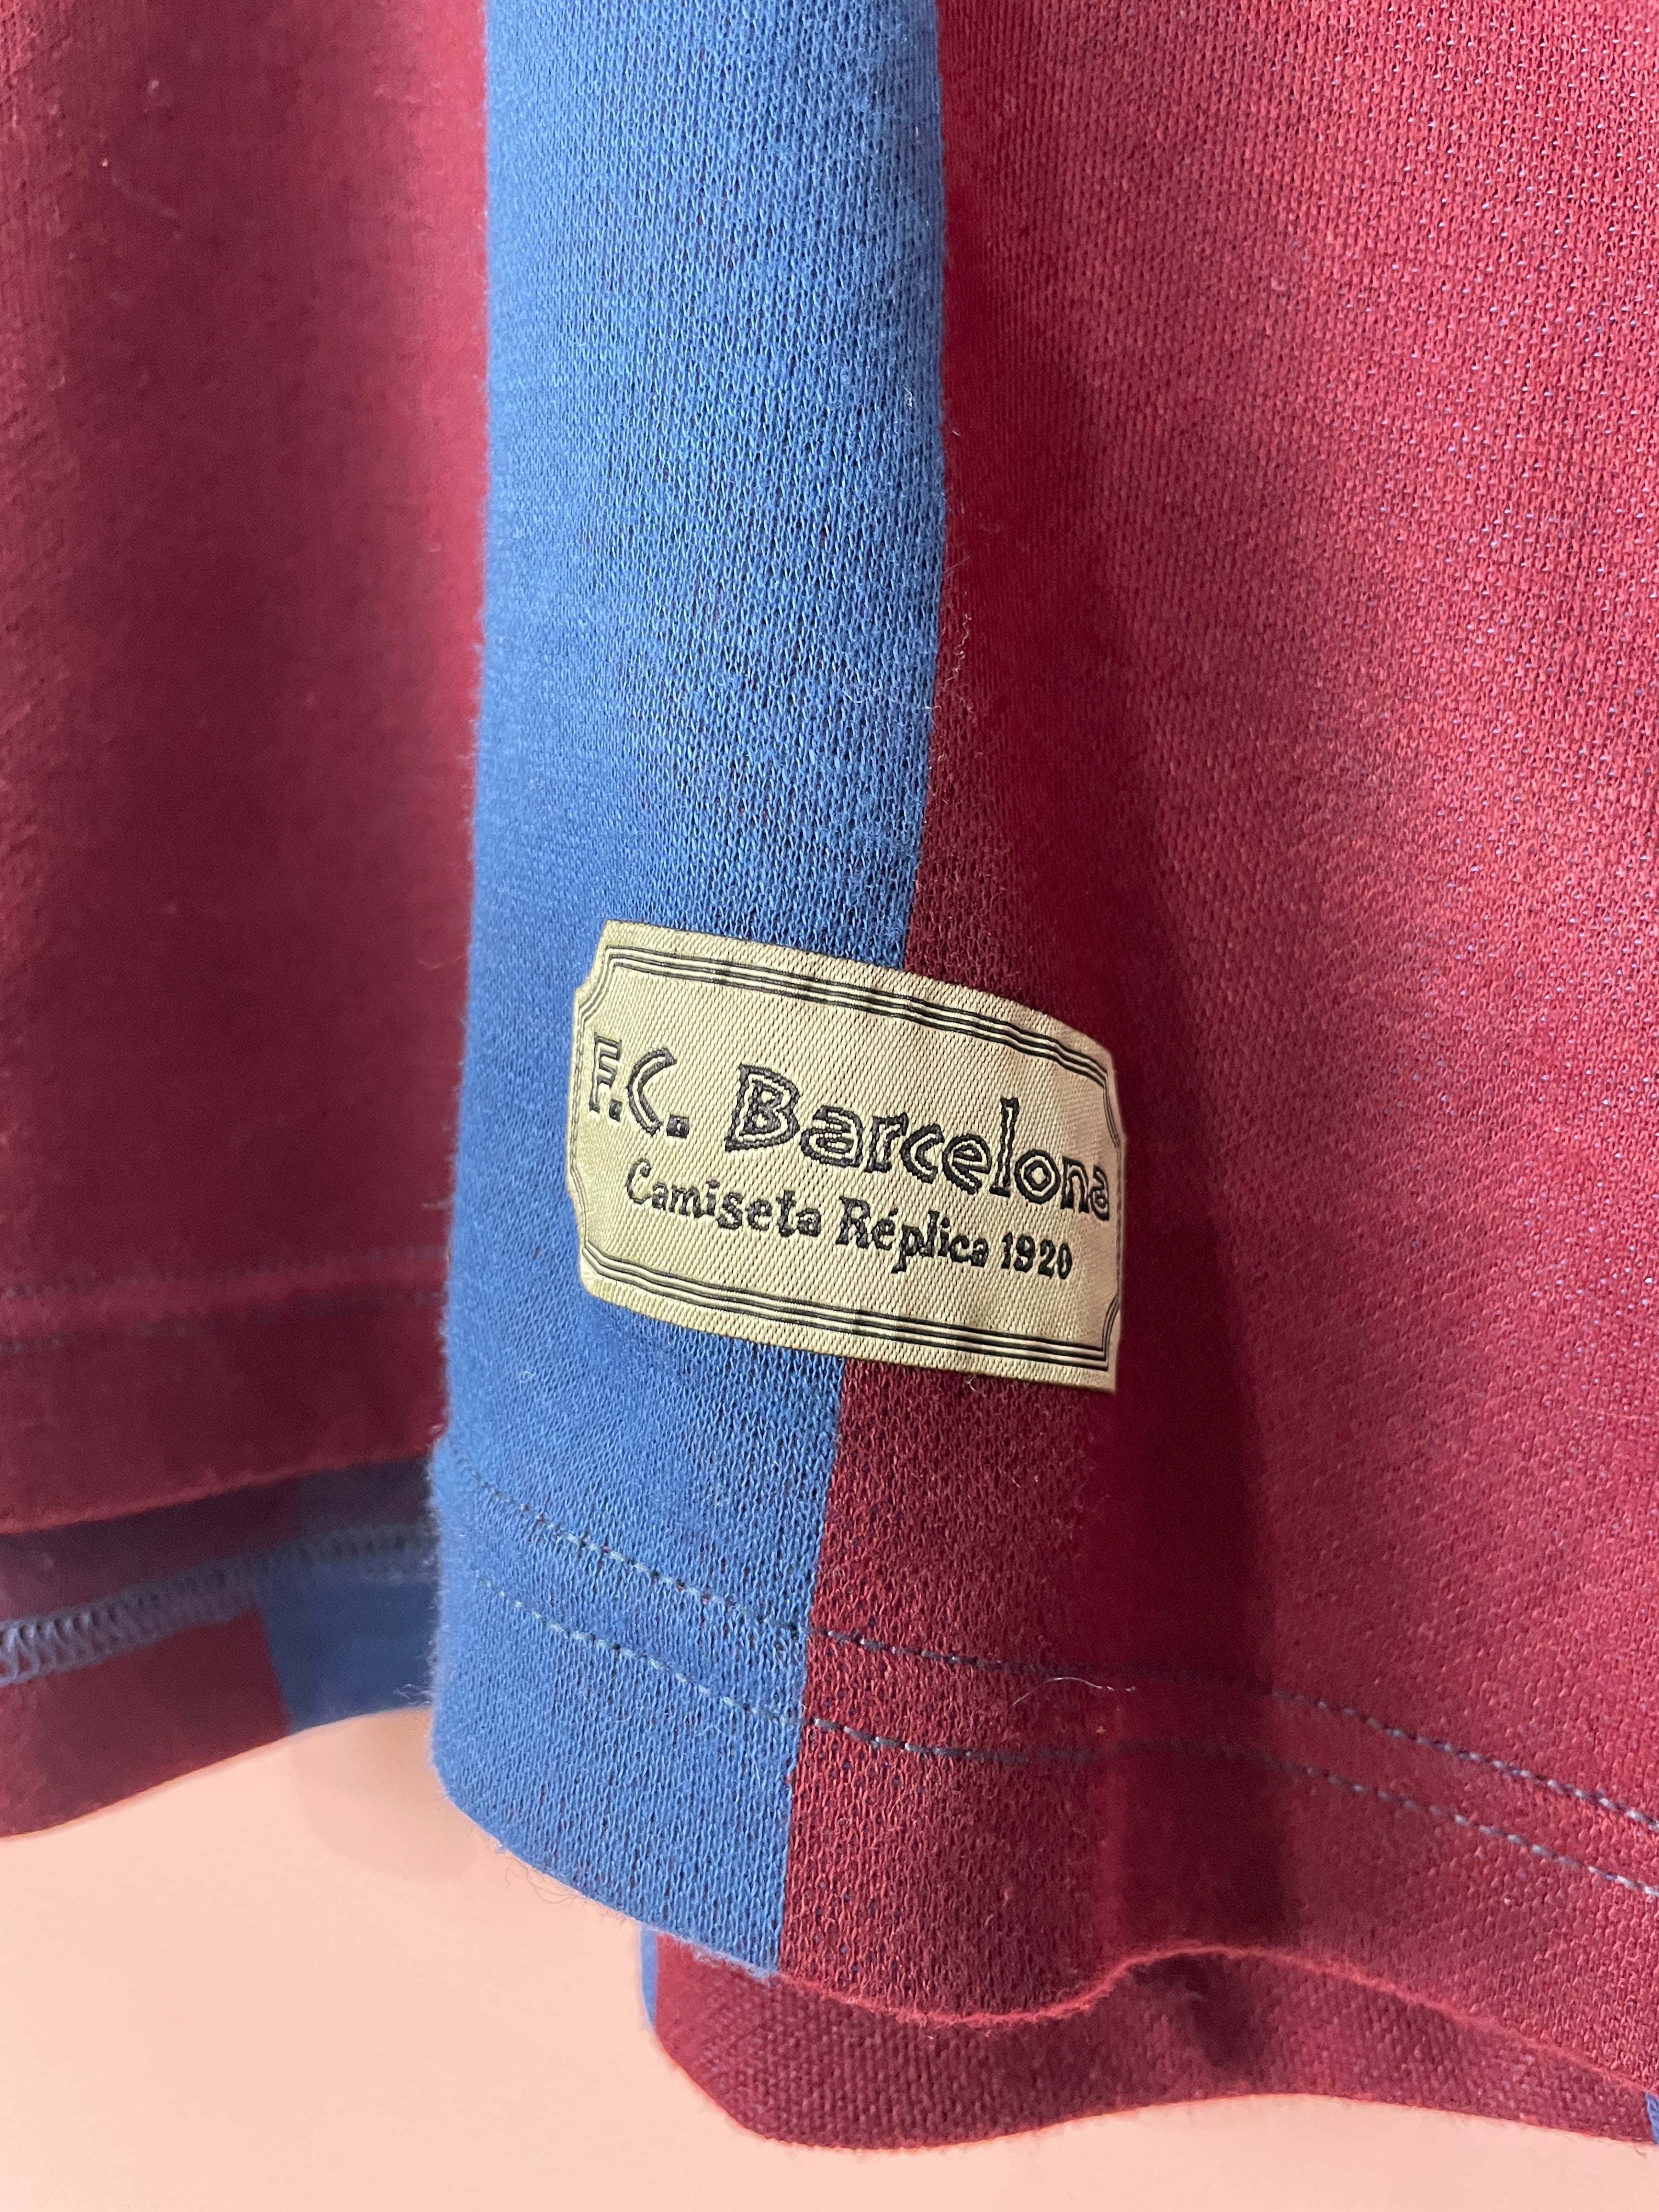 F.C. Barcelona
Camiseta Réplica 1920